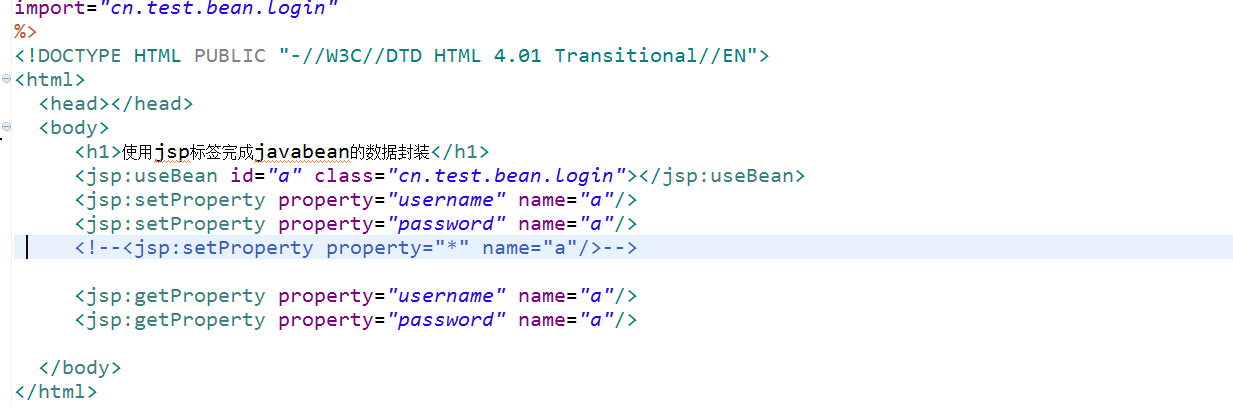 import="cn.test.bean.login"
%>
<!DOCTYPE HTML PUBLIC "-//W3C//DTD HTML 4.01 Transitional//EN">
<html>
  <head></head>
  <body>
     <h1>使用jsp标签完成javabean的数据封装</h1>
     <jsp:useBean id="a" class="cn.test.bean.login"></jsp:useBean>
     <jsp:setProperty property="username" name="a"/>
     <jsp:setProperty property="password" name="a"/>
     <!--<jsp:setProperty property="*" name="a"/>-->
     <jsp:getProperty property="username" name="a"/>
     <jsp:getProperty property="password" name="a"/>
  </body>
</html>